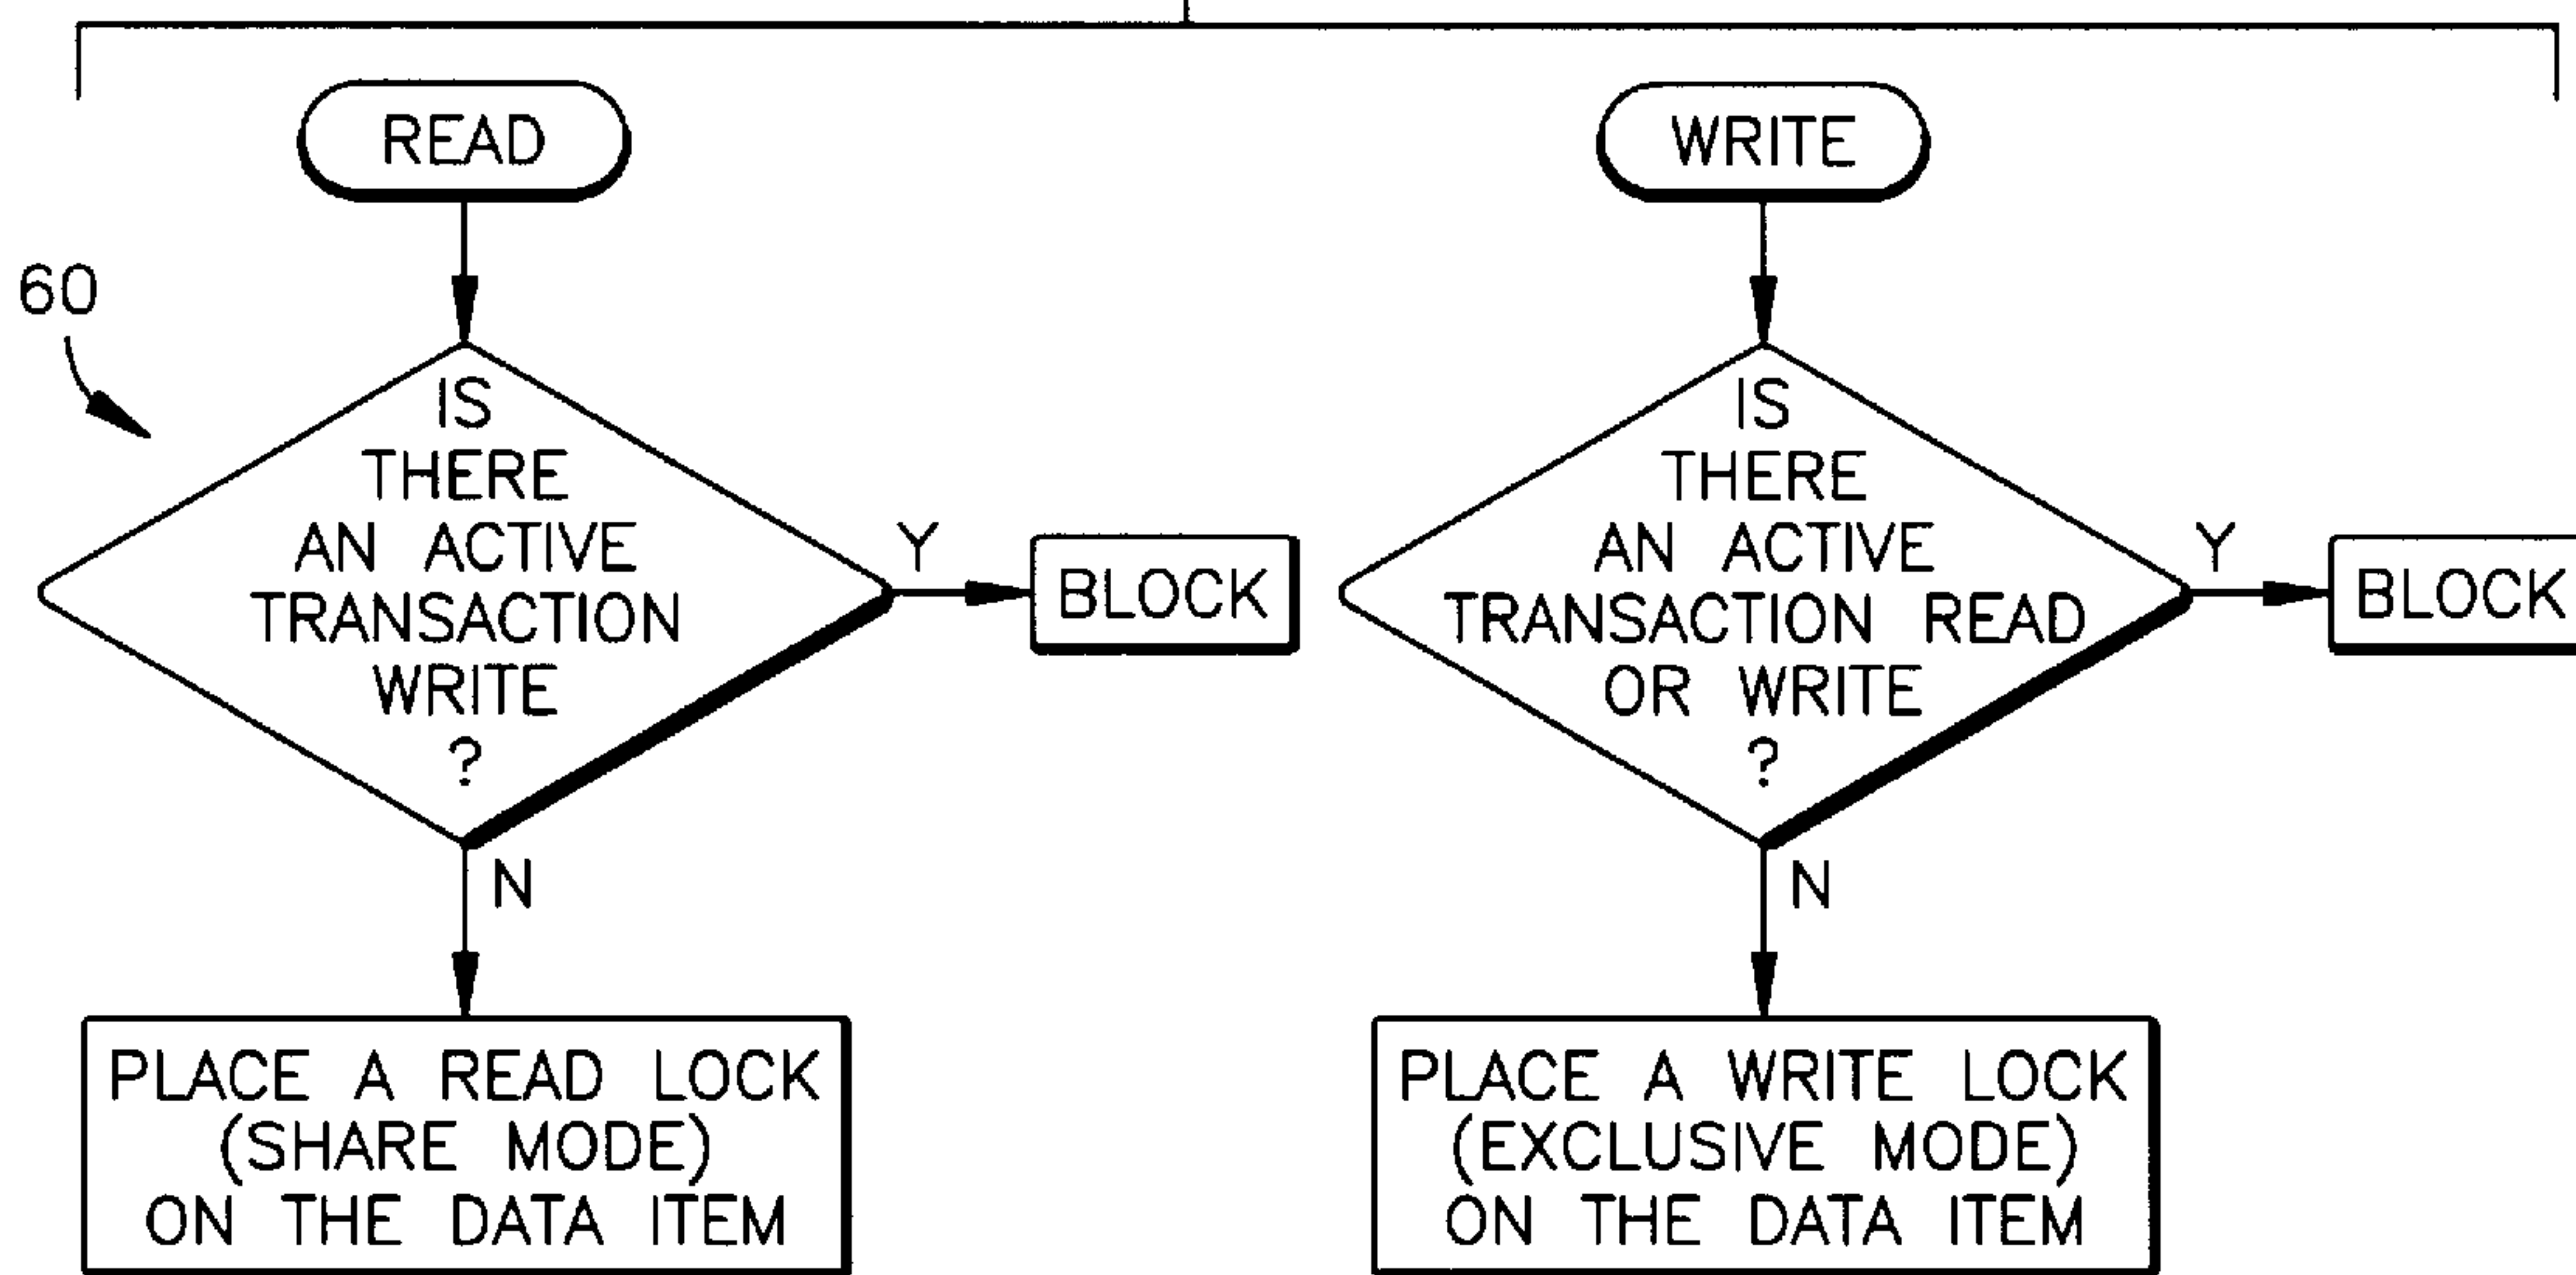 READ
60
IS
THERE
AN ACTIVE
TRANSACTION
WRITE
?
Y
BLOCK
N
PLACE A READ LOCK
(SHARE MODE)
ON THE DATA ITEM
WRITE
IS
THERE
AN ACTIVE
TRANSACTION READ
OR WRITE
?
Y
BLOCK
N
PLACE A WRITE LOCK
(EXCLUSIVE MODE)
ON THE DATA ITEM